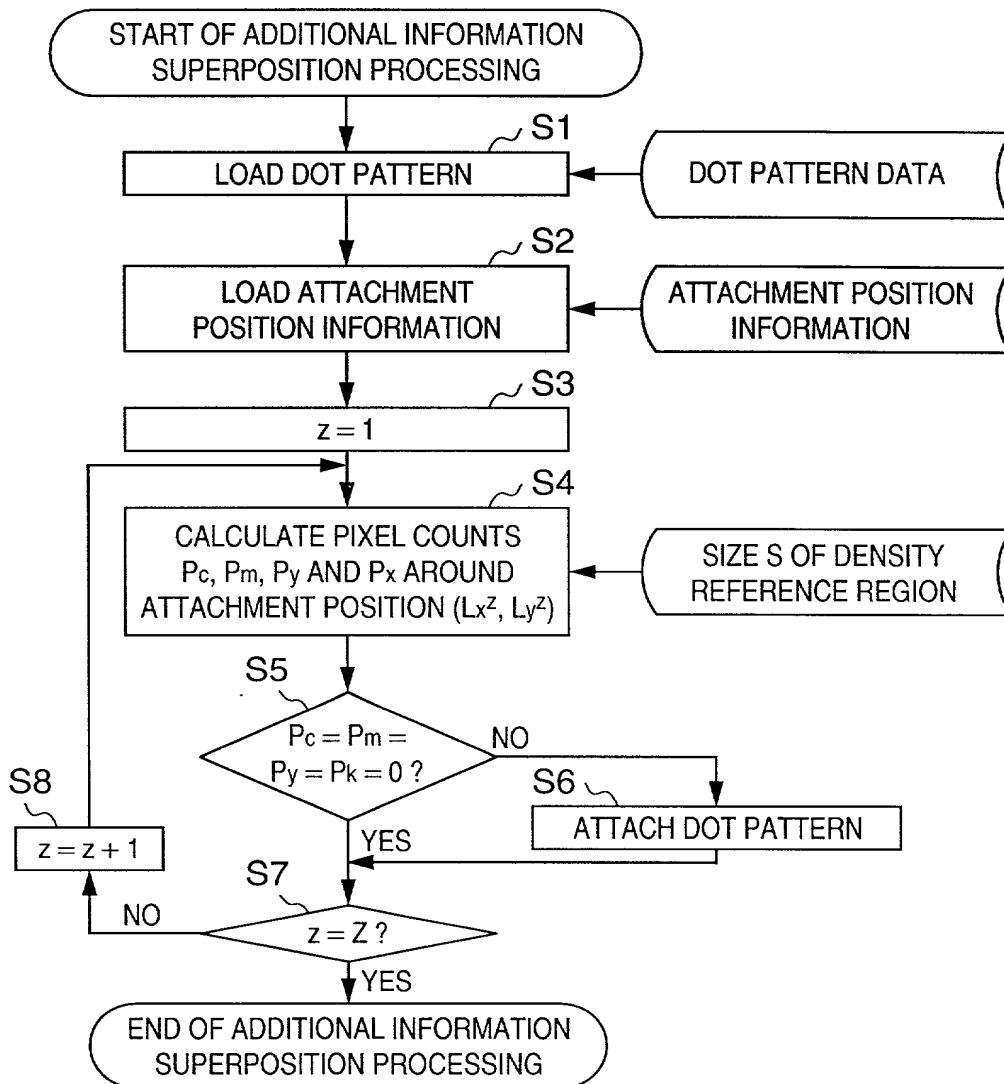 START OF ADDITIONAL INFORMATION
SUPERPOSITION PROCESSING
S1
LOAD DOT PATTERN
DOT PATTERN DATA
S2
LOAD ATTACHMENT
POSITION INFORMATION
ATTACHMENT POSITION
INFORMATION
S3
z = 1
S4
CALCULATE PIXEL COUNTS
Pc, Pm, Py AND Px AROUND
ATTACHMENT POSITION (Lxᶻ, Lyᶻ)
SIZE S OF DENSITY
REFERENCE REGION
S5
Pc = Pm =
Py = Pk = 0 ?
NO
S6
ATTACH DOT PATTERN
YES
S8
z = z + 1
S7
z = Z ?
NO
YES
END OF ADDITIONAL INFORMATION
SUPERPOSITION PROCESSING